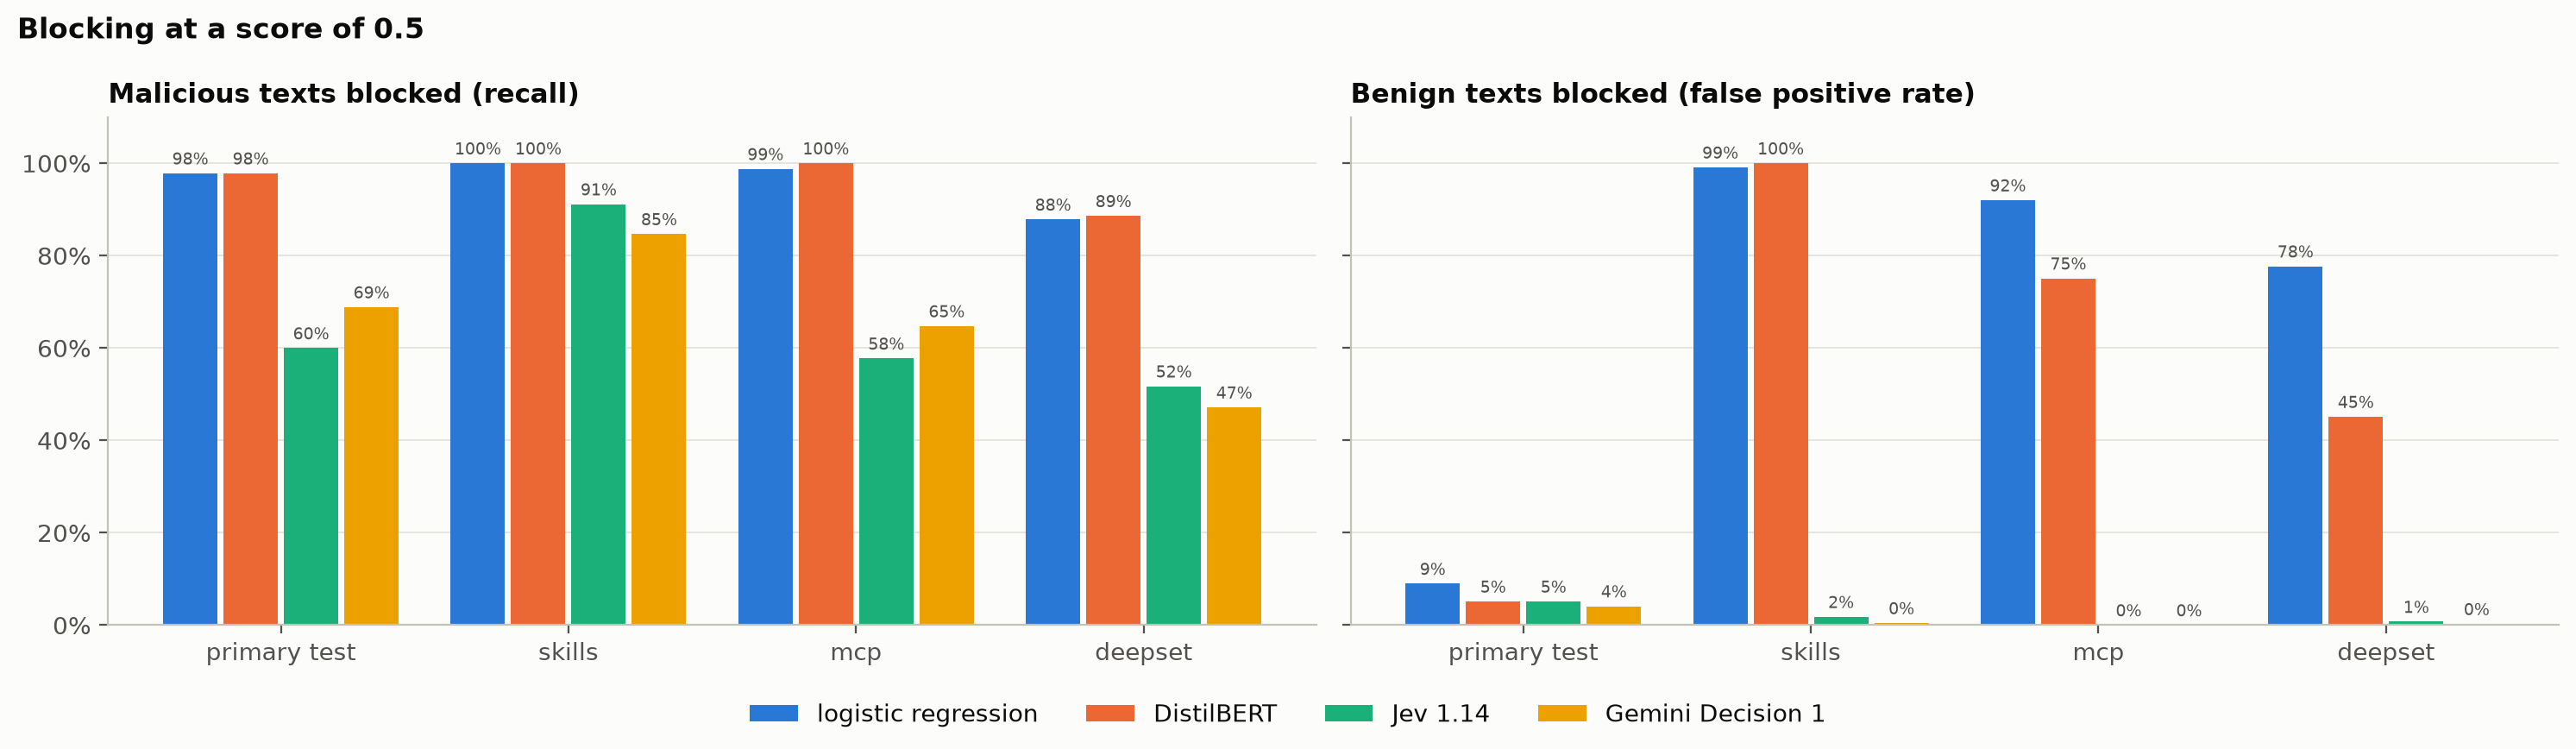 Blocking at a score of 0.5
Malicious texts blocked (recall)
100%
80%
60%
40%
20%
0%
98% 98% 60% 69%
100% 100% 91% 85%
99% 100% 58% 65%
88% 89% 52% 47%
primary test skills mcp deepset
Benign texts blocked (false positive rate)
9% 5% 5% 4%
99% 100% 2% 0%
92% 75% 0% 0%
78% 45% 1% 0%
primary test skills mcp deepset
logistic regression DistilBERT Jev 1.14 Gemini Decision 1